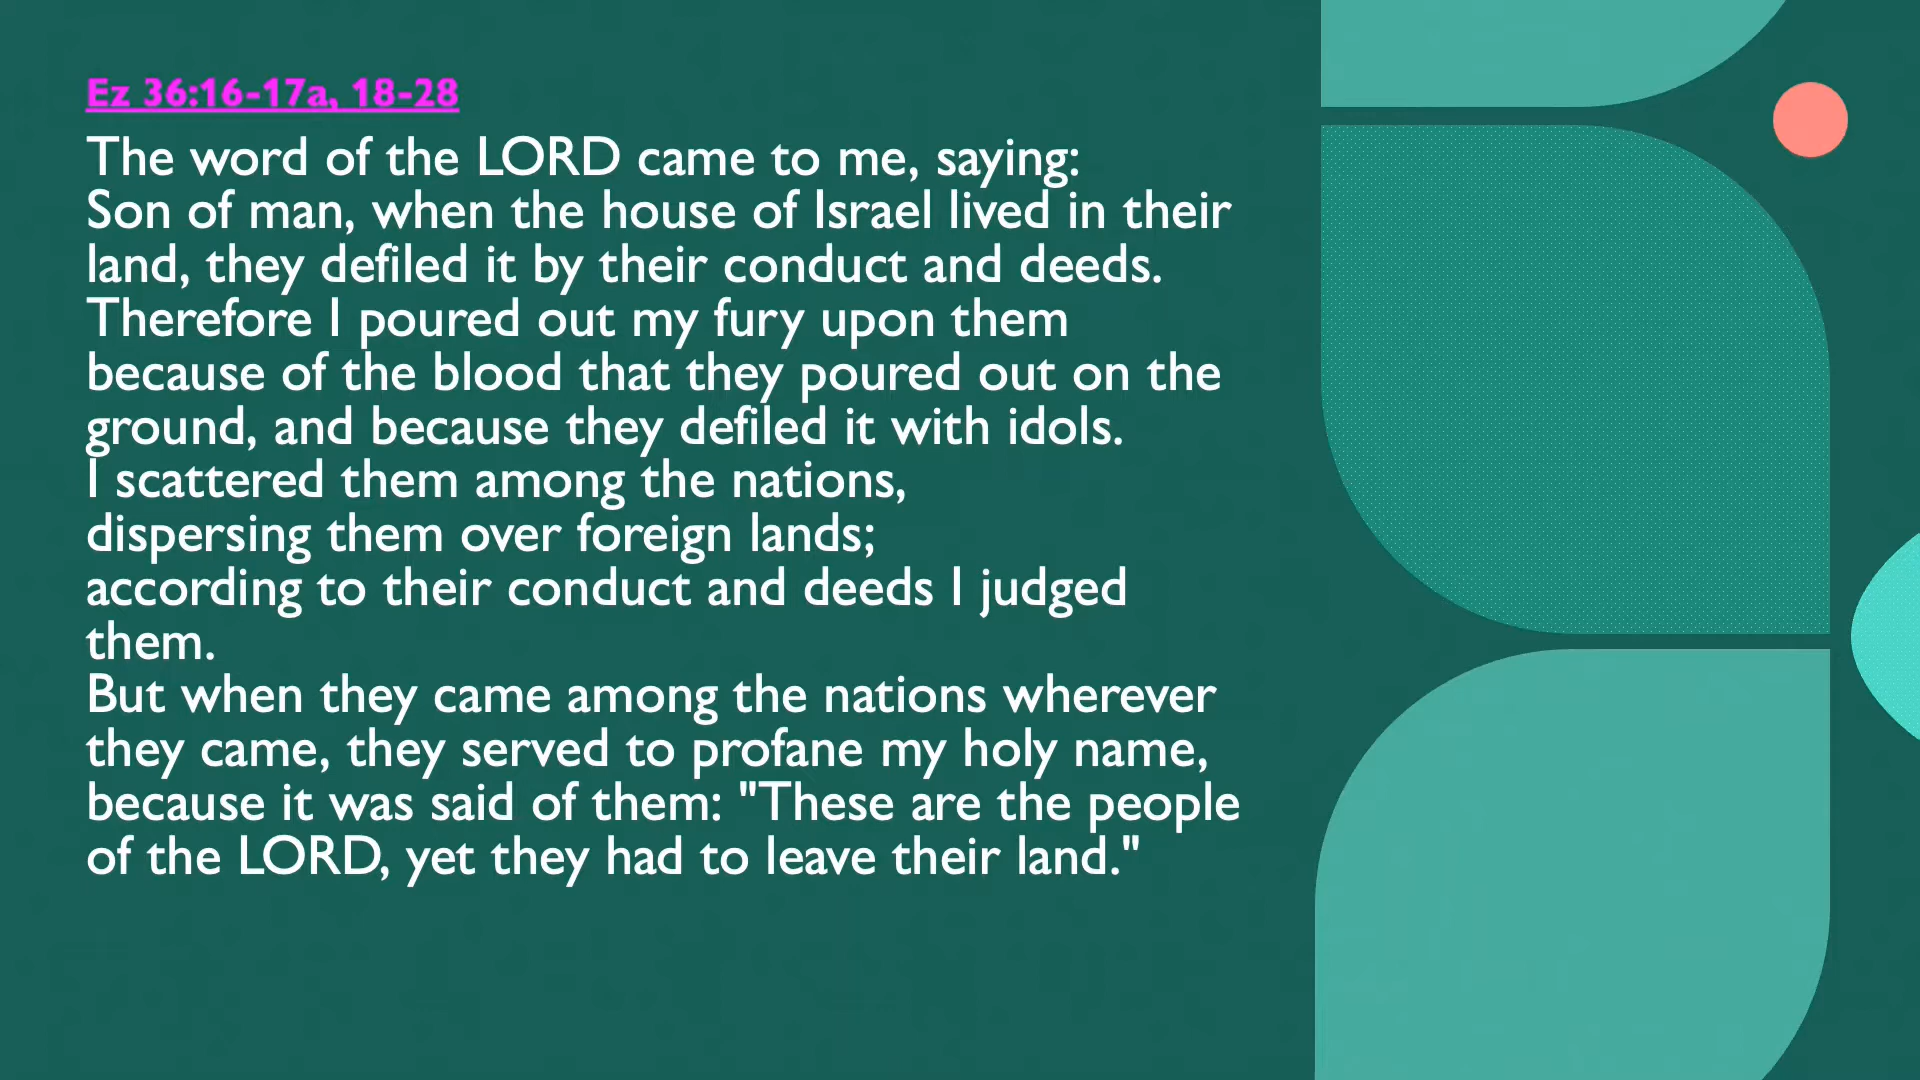 Ez 36:16-17a, 18-28
The word of the LORD came to me, saying:
Son of man, when the house of Israel lived in their
land, they defiled it by their conduct and deeds.
Therefore I poured out my fury upon them
because of the blood that they poured out on the
ground, and because they defiled it with idols.
I scattered them among the nations,
dispersing them over foreign lands;
according to their conduct and deeds I judged
them.
But when they came among the nations wherever
they came, they served to profane my holy name,
because it was said of them: "These are the people
of the LORD, yet they had to leave their land."